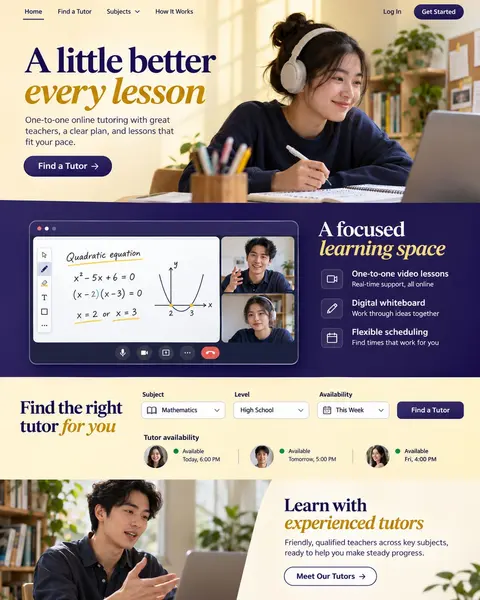 Home
Find a Tutor
Subjects
How It Works
Log In
Get Started
A little better
every lesson
One-to-one online tutoring with great
teachers, a clear plan, and lessons that
fit your pace.
Find a Tutor →
Quadratic equation
x² – 5x + 6 = 0
(x – 2)(x – 3) = 0
x = 2 or x = 3
y
x
2
3
T
A focused
learning space
One-to-one video lessons
Real-time support, all online
Digital whiteboard
Work through ideas together
Flexible scheduling
Find times that work for you
Find the right
tutor for you
Subject
Mathematics
Level
High School
Availability
This Week
Find a Tutor
Tutor availability
Available
Today, 6:00 PM
Available
Tomorrow, 5:00 PM
Available
Fri, 4:00 PM
Learn with
experienced tutors
Friendly, qualified teachers across key subjects,
ready to help you make steady progress.
Meet Our Tutors →